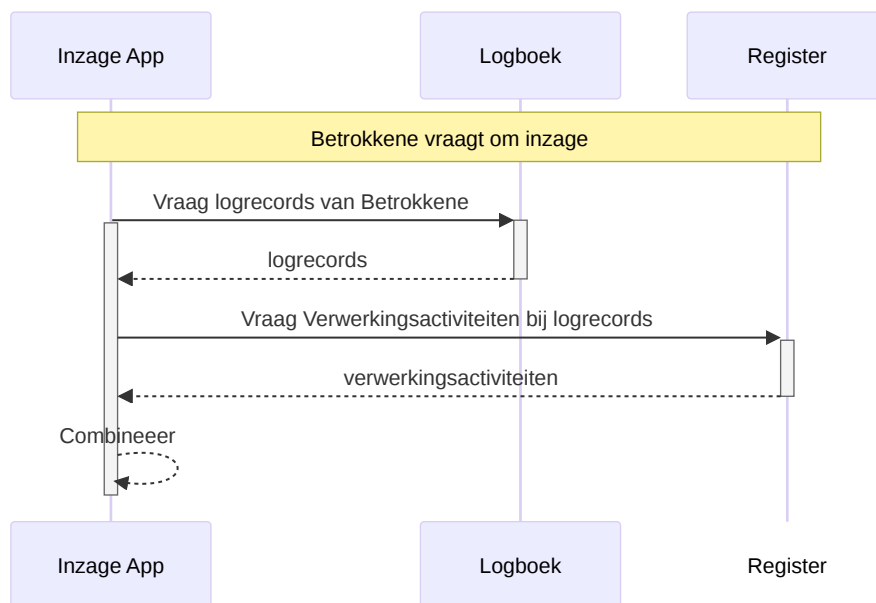 Inzage App
Logboek
Register
Betrokkene vraagt om inzage
Vraag logrecords van Betrokkene
logrecords
Vraag Verwerkingsactiviteiten bij logrecords
verwerkingsactiviteiten
Combineeer
Inzage App
Logboek
Register